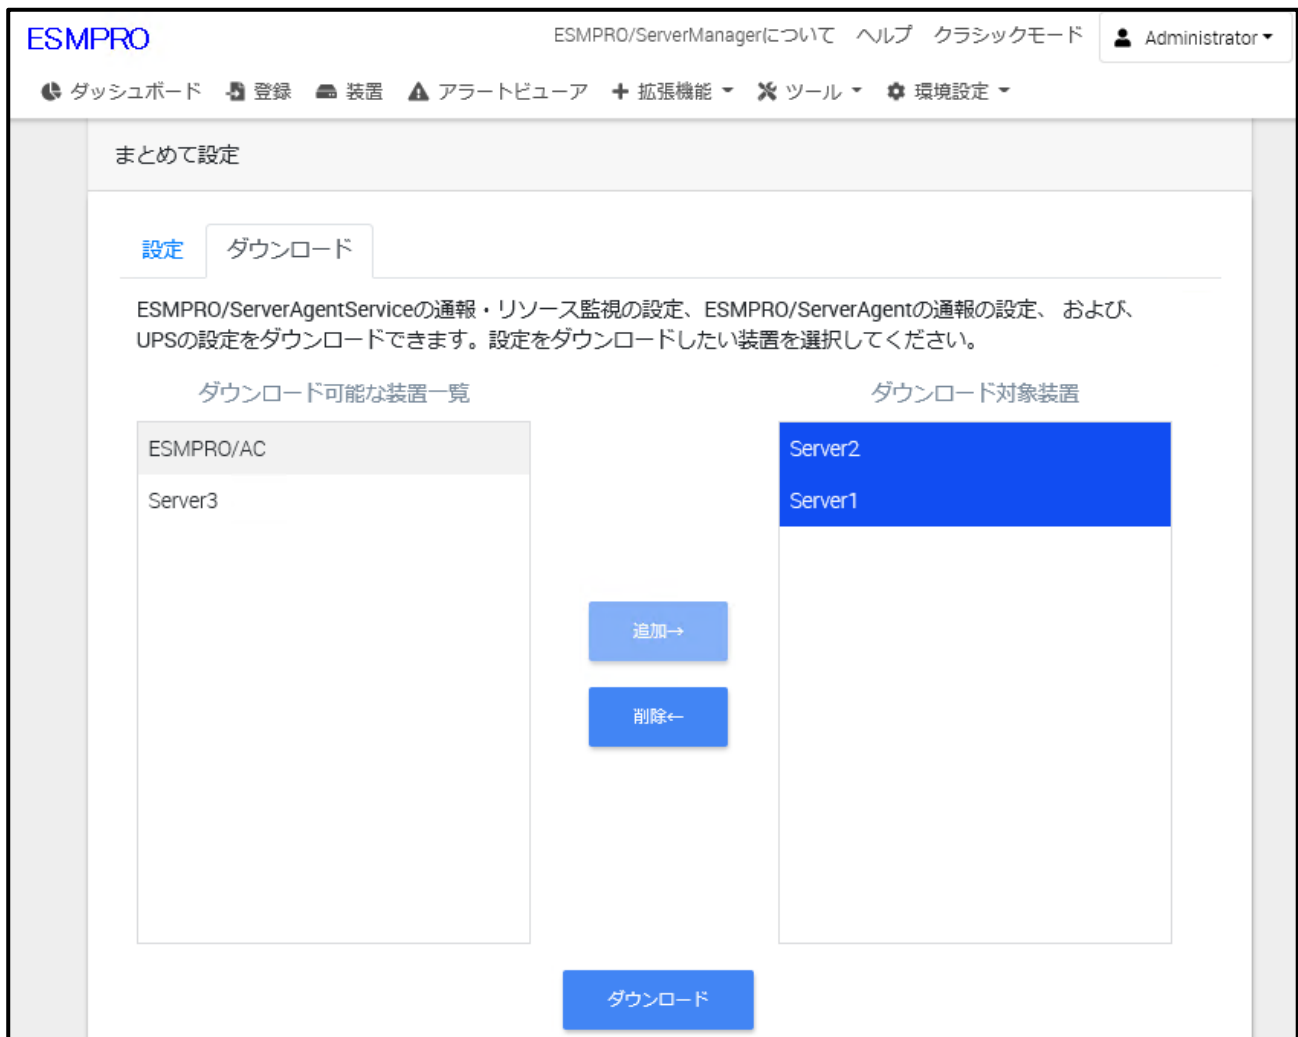 ESMPRO
ESMPRO/ServerManagerについて ヘルプ クラシックモード Administrator
ダッシュボード 登録 装置 アラートビューア 拡張機能 ツール 環境設定
まとめて設定
設定 ダウンロード
ESMPRO/ServerAgentServiceの通報・リソース監視の設定、ESMPRO/ServerAgentの通報の設定、 および、
UPSの設定をダウンロードできます。設定をダウンロードしたい装置を選択してください。
ダウンロード可能な装置一覧
ESMPRO/AC
Server3
追加→
削除←
ダウンロード対象装置
Server2
Server1
ダウンロード